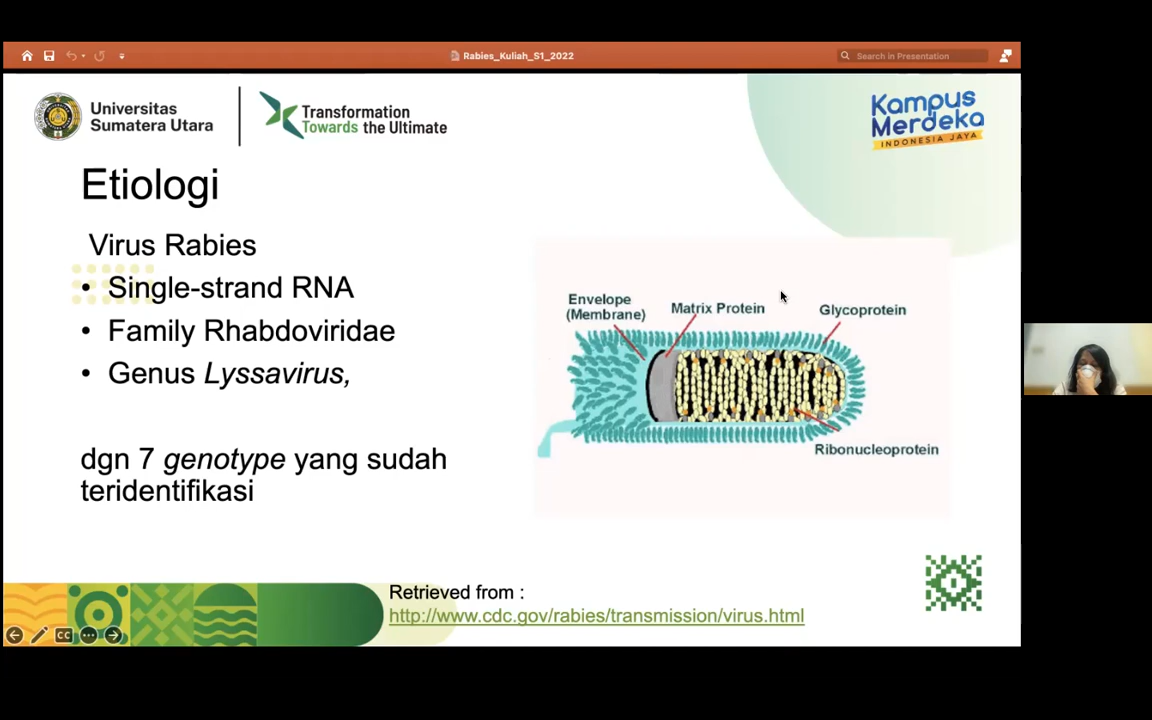 Rabies_Kuliah_S1_2022
Search in Presentation
Universitas
Sumatera Utara
Transformation
Towards the Ultimate
Kampus
Merdeka
INDONESIA JAYA
Etiologi
Virus Rabies
• Single-strand RNA
• Family Rhabdoviridae
• Genus Lyssavirus,
dgn 7 genotype yang sudah
teridentifikasi
Envelope
(Membrane)
Matrix Protein
Glycoprotein
Ribonucleoprotein
Retrieved from :
http://www.cdc.gov/rabies/transmission/virus.html
CC